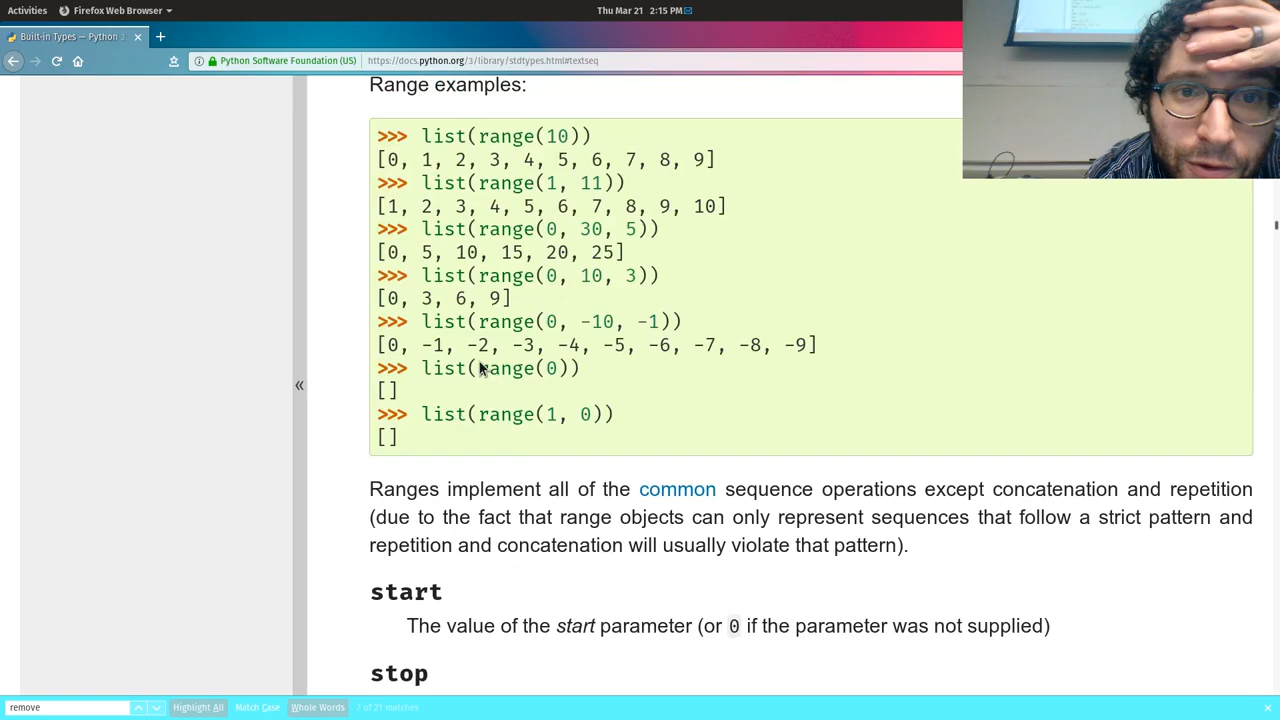 Activities Firefox Web Browser Thu Mar 21 2:15 PM
Built-in Types — Python 3
Python Software Foundation (US) https://docs.python.org/3/library/stdtypes.html#textseq
Range examples:
>>> list(range(10))
[0, 1, 2, 3, 4, 5, 6, 7, 8, 9]
>>> list(range(1, 11))
[1, 2, 3, 4, 5, 6, 7, 8, 9, 10]
>>> list(range(0, 30, 5))
[0, 5, 10, 15, 20, 25]
>>> list(range(0, 10, 3))
[0, 3, 6, 9]
>>> list(range(0, -10, -1))
[0, -1, -2, -3, -4, -5, -6, -7, -8, -9]
>>> list(range(0))
[]
>>> list(range(1, 0))
[]
«
Ranges implement all of the common sequence operations except concatenation and repetition
(due to the fact that range objects can only represent sequences that follow a strict pattern and
repetition and concatenation will usually violate that pattern).
start
The value of the start parameter (or 0 if the parameter was not supplied)
stop
remove Highlight All Match Case Whole Words 7 of 21 matches